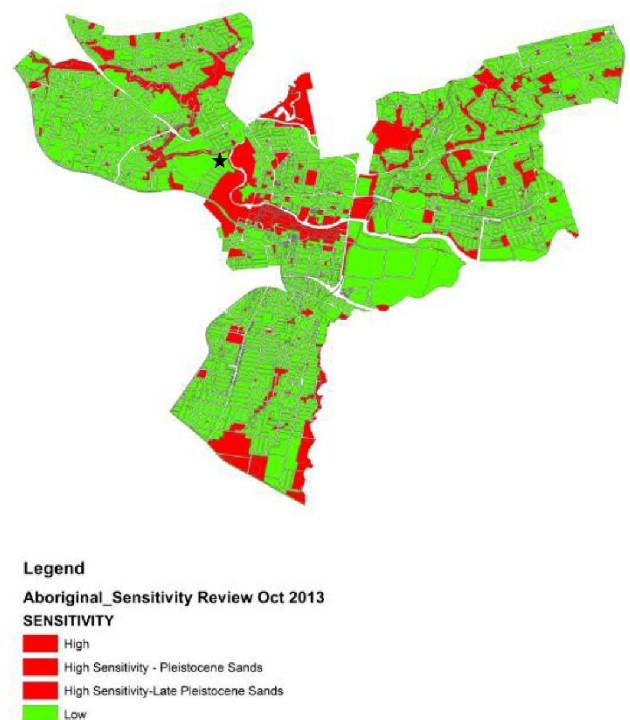 Legend
Aboriginal_Sensitivity Review Oct 2013
SENSITIVITY
High
High Sensitivity - Pleistocene Sands
High Sensitivity-Late Pleistocene Sands
Low